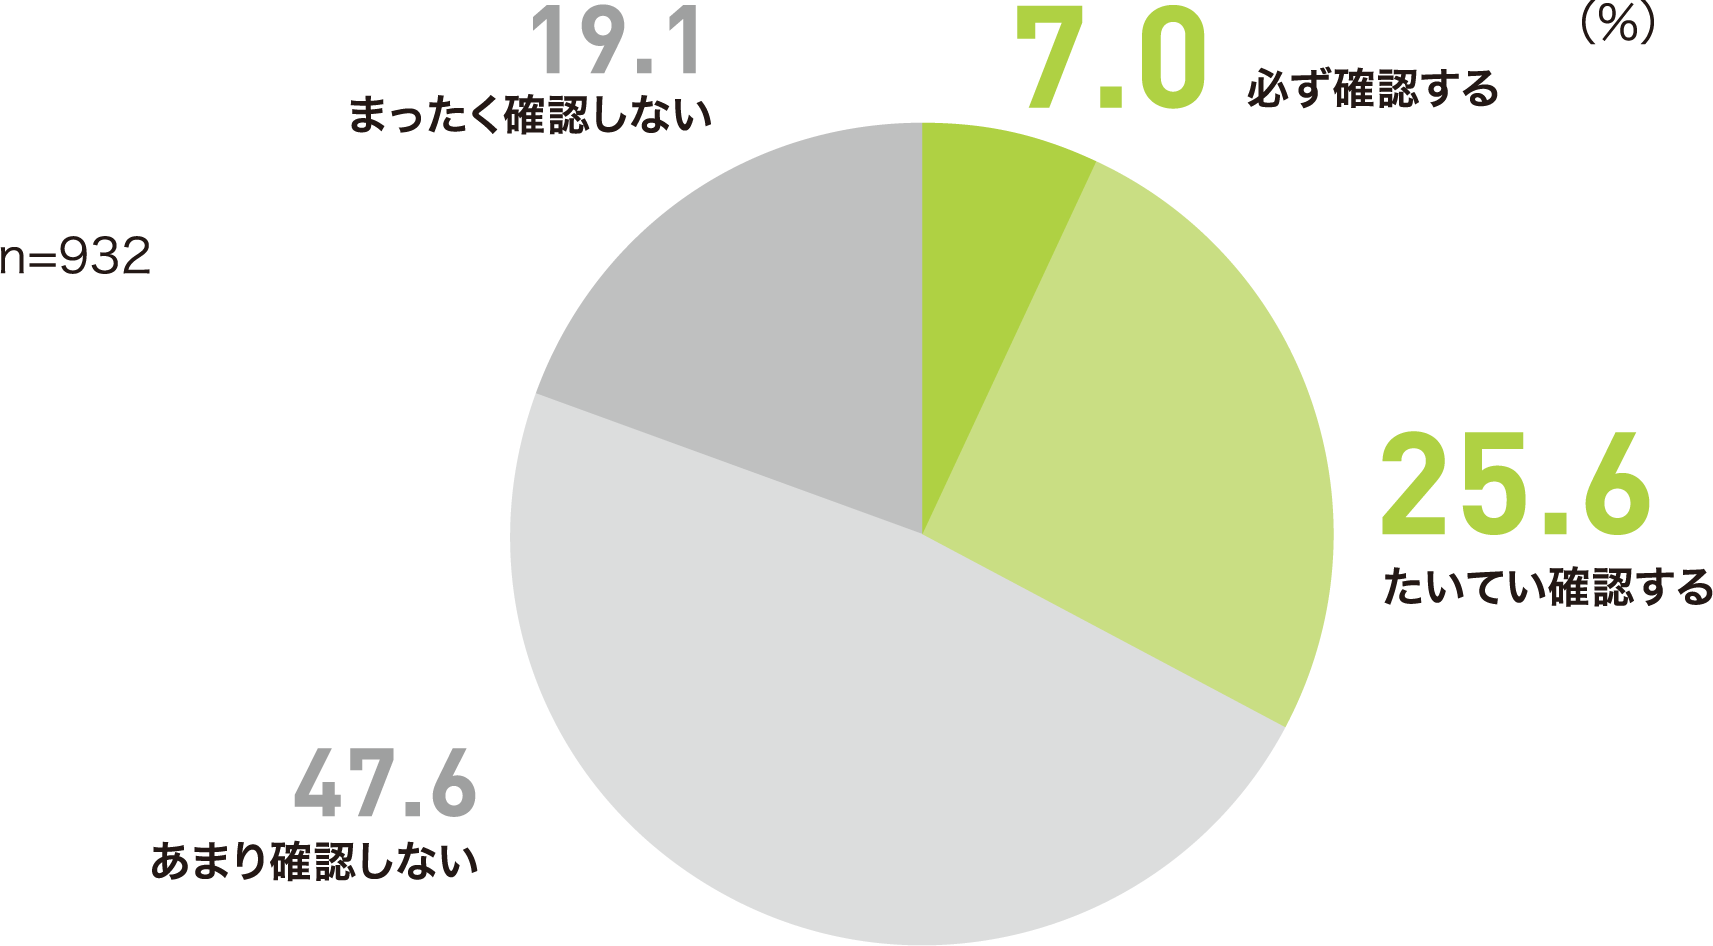 (%)
n=932
7.0
必ず確認する
25.6
たいてい確認する
47.6
あまり確認しない
19.1
まったく確認しない